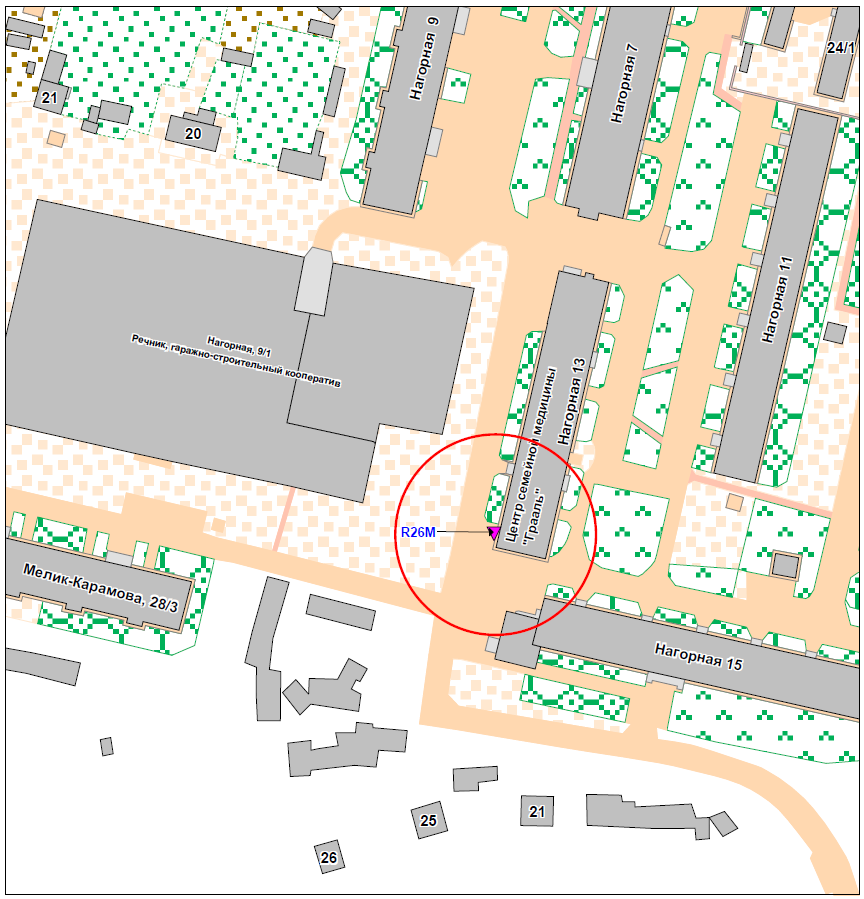 Нагорная 9
Нагорная 7
24/1
21
20
Нагорная 11
Нагорная, 9/1
Речник, гаражно-строительный кооператив
Нагорная 13
Центр семейной медицины
"Грааль"
R26M
Мелик-Карамова, 28/3
Нагорная 15
25
21
26